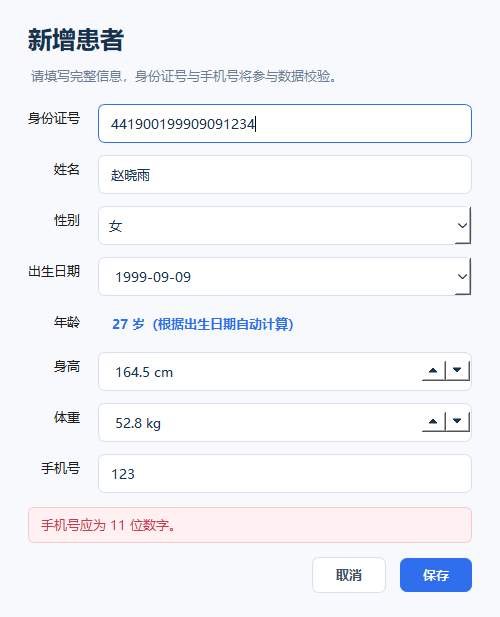 新增患者
请填写完整信息，身份证号与手机号将参与数据校验。
身份证号 441900199909091234
姓名 赵晓雨
性别 女
出生日期 1999-09-09
年龄 27 岁（根据出生日期自动计算）
身高 164.5 cm
体重 52.8 kg
手机号 123
手机号应为 11 位数字。
取消 保存